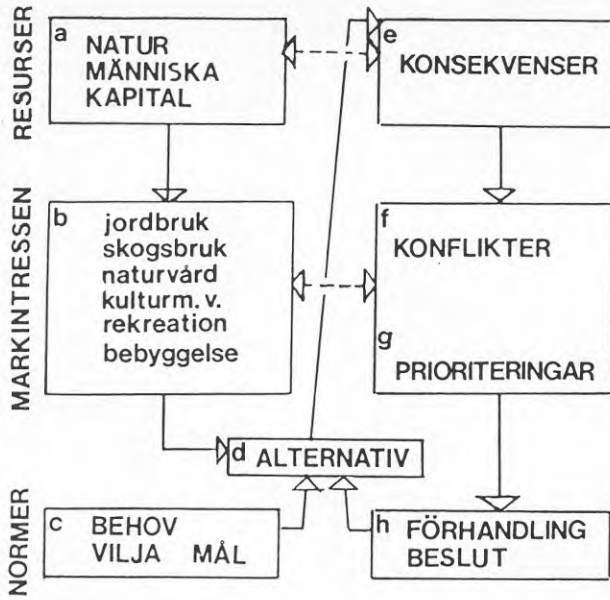 RESURSER
a
NATUR
MÄNNISKA
KAPITAL
e
KONSEKVENSER
MARKINTRESSEN
b
jordbruk
skogsbruk
naturvård
kulturm. v.
rekreation
bebyggelse
f
KONFLIKTER
g
PRIORITERINGAR
d ALTERNATIV
NORMER
c BEHOV
VILJA MÅL
h FÖRHANDLING
BESLUT